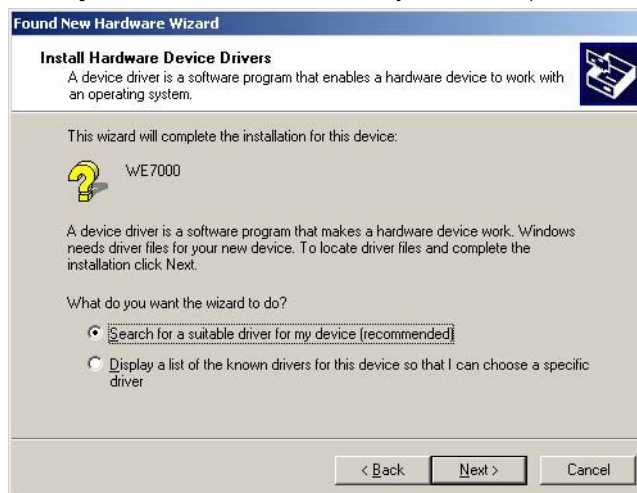 Found New Hardware Wizard
Install Hardware Device Drivers
A device driver is a software program that enables a hardware device to work with
an operating system.
This wizard will complete the installation for this device:
WE7000
A device driver is a software program that makes a hardware device work. Windows
needs driver files for your new device. To locate driver files and complete the
installation click Next.
What do you want the wizard to do?
Search for a suitable driver for my device (recommended)
Display a list of the known drivers for this device so that I can choose a specific
driver
< Back
Next >
Cancel